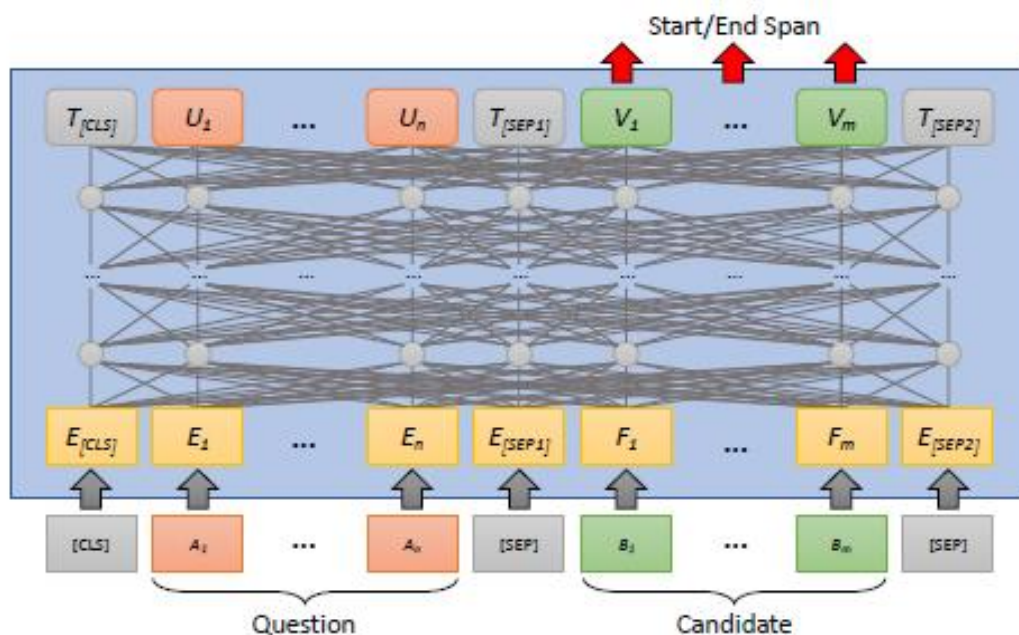 Start/End Span
T[CLS] U1 ... Un T[SEP1] V1 ... Vm T[SEP2]
... ... ... ... ... ... ... ...
... ... ... ... ... ... ... ...
E[CLS] E1 ... En E[SEP1] F1 ... Fm E[SEP2]
[CLS] A1 ... An [SEP] B1 ... Bm [SEP]
Question Candidate